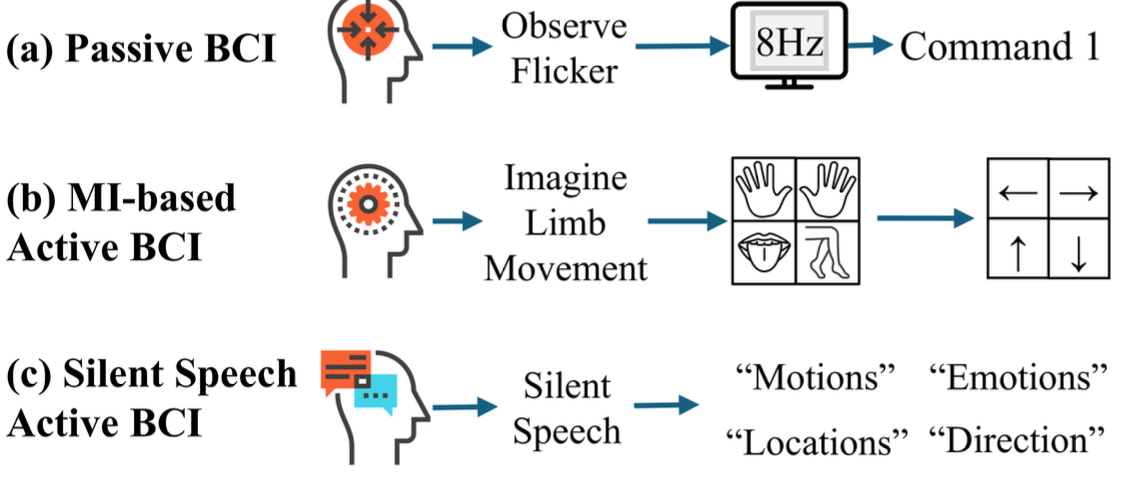 (a) Passive BCI
Observe
Flicker
8Hz
Command 1
(b) MI-based
Active BCI
Imagine
Limb
Movement
←
→
↑
↓
(c) Silent Speech
Active BCI
Silent
Speech
“Motions” “Emotions”
“Locations” “Direction”